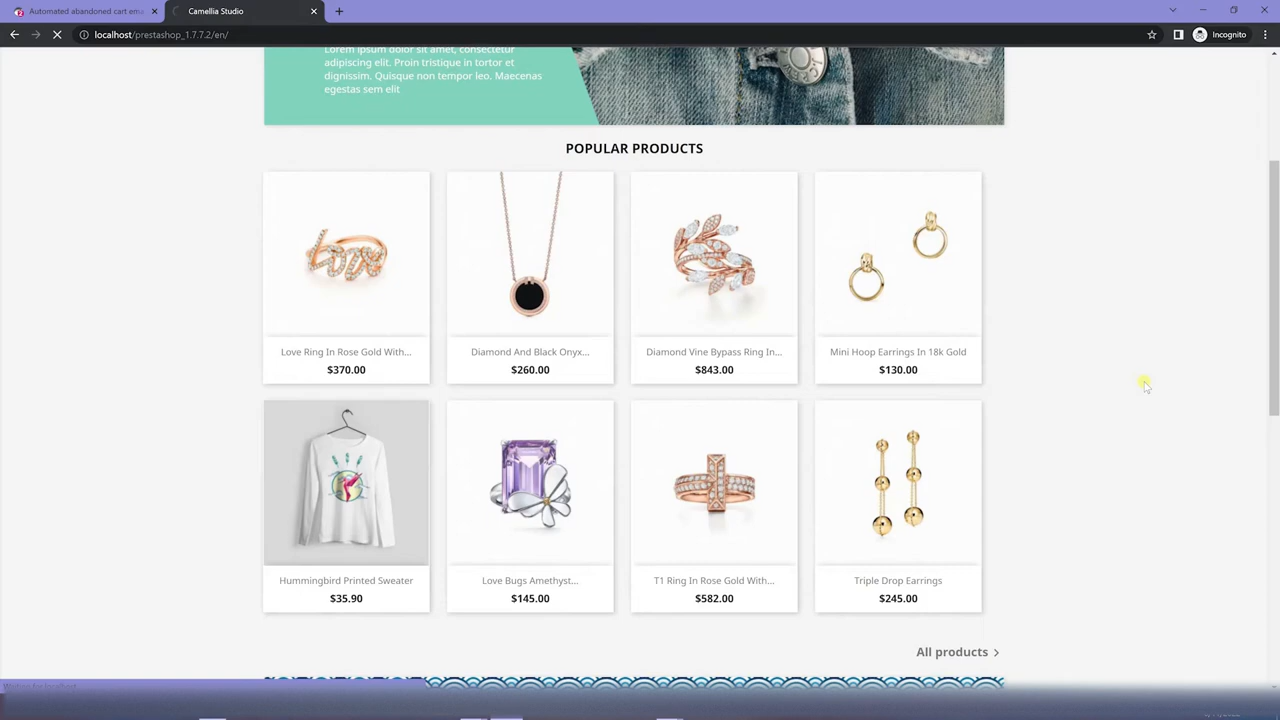 Automated abandoned cart ema
Camellia Studio
localhost/prestashop_1.7.7.2/en/
Incognito
Lorem ipsum dolor sit amet, consectetur
adipiscing elit. Proin tristique in tortor et
dignissim. Quisque non tempor leo. Maecenas
egestas sem elit
POPULAR PRODUCTS
Love Ring In Rose Gold With...
$370.00
Diamond And Black Onyx...
$260.00
Diamond Vine Bypass Ring In...
$843.00
Mini Hoop Earrings In 18k Gold
$130.00
Hummingbird Printed Sweater
$35.90
Love Bugs Amethyst...
$145.00
T1 Ring In Rose Gold With...
$582.00
Triple Drop Earrings
$245.00
All products